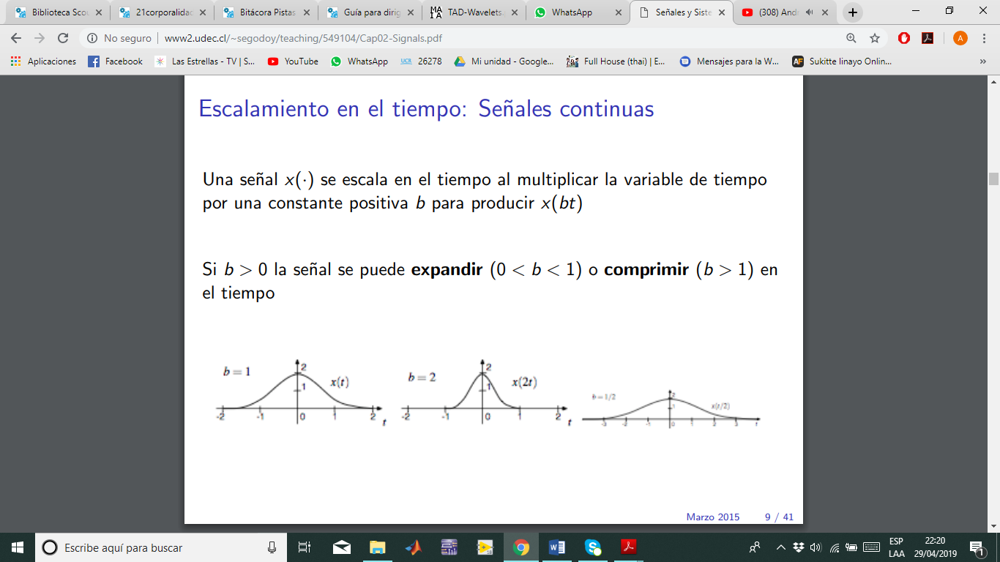 Biblioteca Scou
21corporalidad
Bitácora Pistas
Guía para dirig
TAD-Wavelets.
WhatsApp
Señales y Siste
(308) And
No seguro | www2.udec.cl/~segodoy/teaching/549104/Cap02-Signals.pdf
A
Aplicaciones
Facebook
Las Estrellas - TV | S...
YouTube
WhatsApp
UCR 26278
Mi unidad - Google...
Full House (thai) | E...
Mensajes para la W...
AF Sukitte linayo Onlin...
»
Escalamiento en el tiempo: Señales continuas
Una señal x(·) se escala en el tiempo al multiplicar la variable de tiempo
por una constante positiva b para producir x(bt)
Si b > 0 la señal se puede expandir (0 < b < 1) o comprimir (b > 1) en
el tiempo
b = 1
2
x(t)
1
-2 -1 0 1 2 t
b = 2
2
x(2t)
1
-2 -1 0 1 2 t
b = 1/2
2
x(t/2)
1
-3 -2 -1 0 1 2 3 t
Marzo 2015 9 / 41
Escribe aquí para buscar
ESP
LAA
22:20
29/04/2019
1